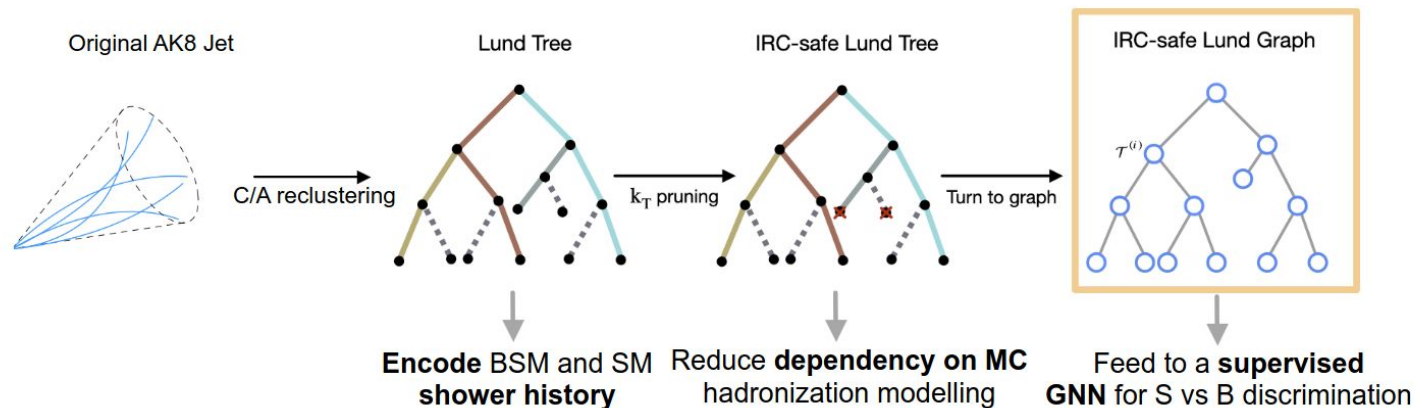 Original AK8 Jet
Lund Tree
IRC-safe Lund Tree
IRC-safe Lund Graph
C/A reclustering
k_T pruning
Turn to graph
𝒯^(i)
Encode BSM and SM
shower history
Reduce dependency on MC
hadronization modelling
Feed to a supervised
GNN for S vs B discrimination